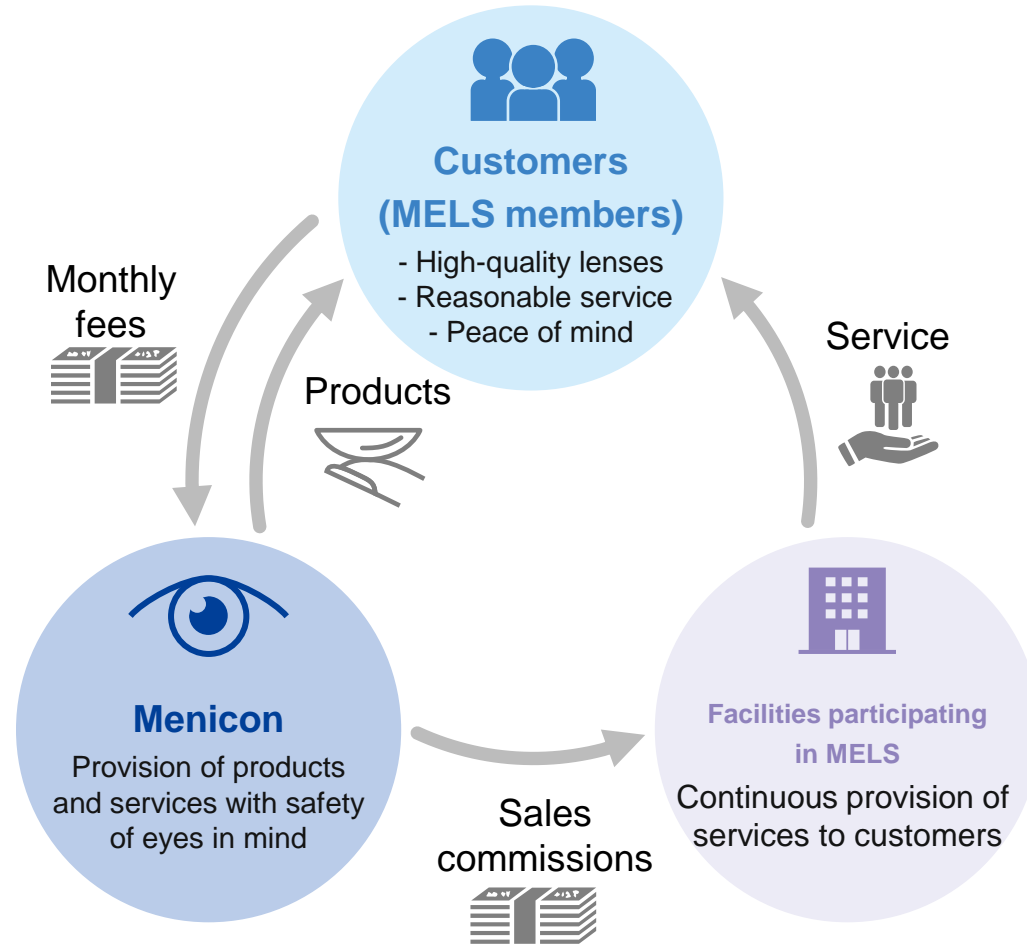 Customers
(MELS members)
- High-quality lenses
- Reasonable service
- Peace of mind
Monthly
fees
Products
Service
Menicon
Provision of products
and services with safety
of eyes in mind
Sales
commissions
Facilities participating
in MELS
Continuous provision of
services to customers